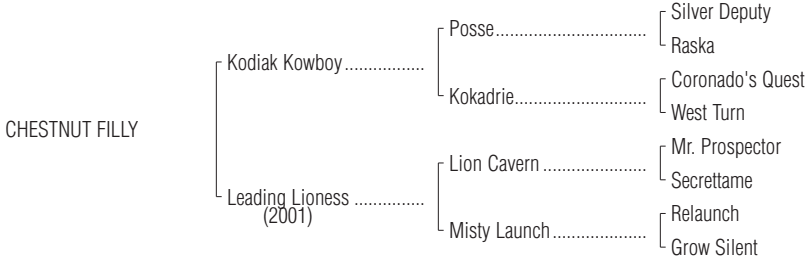 Silver Deputy
Posse
Raska
Kodiak Kowboy
Coronado's Quest
Kokadrie
West Turn
CHESTNUT FILLY
Mr. Prospector
Lion Cavern
Secrettame
Leading Lioness
(2001)
Relaunch
Misty Launch
Grow Silent